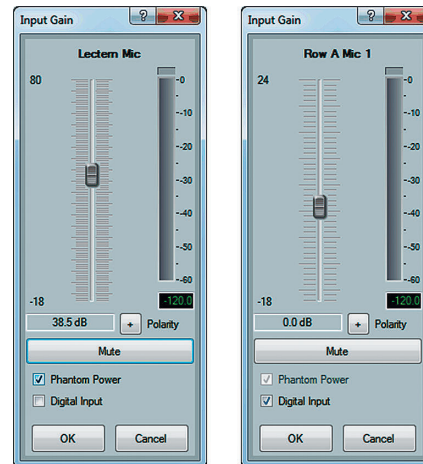 Input Gain
?
X
Lectern Mic
80
-0
-10
-20
-30
-40
-50
-60
-18
-120.0
38.5 dB
+
Polarity
Mute
Phantom Power
Digital Input
OK
Cancel
Input Gain
?
X
Row A Mic 1
24
-0
-10
-20
-30
-40
-50
-60
-18
-120.0
0.0 dB
+
Polarity
Mute
Phantom Power
Digital Input
OK
Cancel